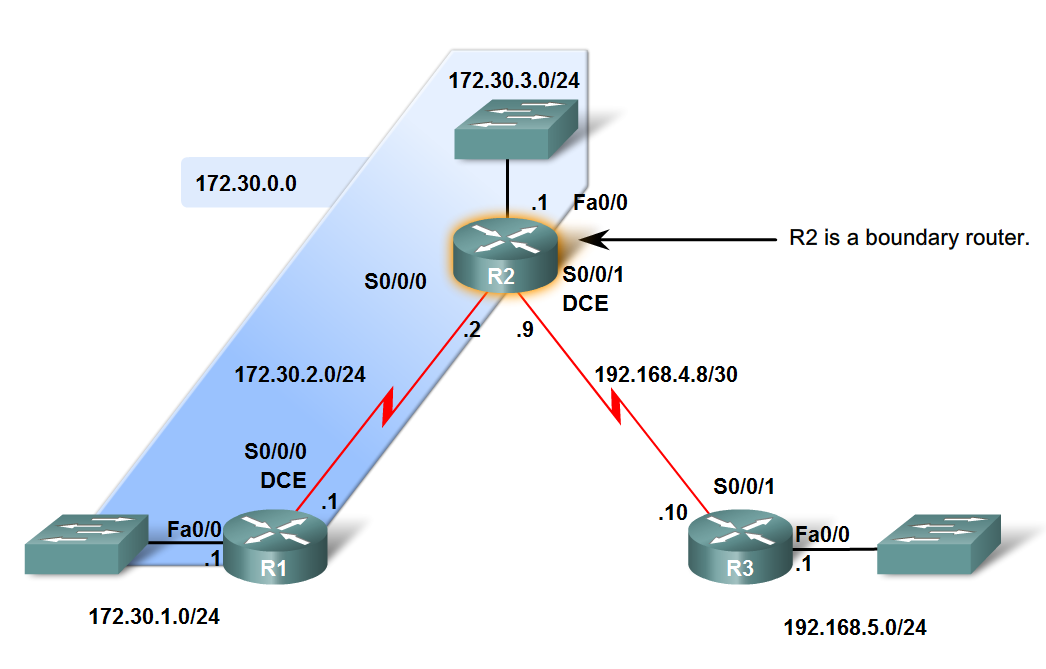 172.30.3.0/24
172.30.0.0
.1
Fa0/0
R2 is a boundary router.
R2
S0/0/0
S0/0/1
DCE
.2
.9
172.30.2.0/24
192.168.4.8/30
S0/0/0
DCE
.1
S0/0/1
.10
Fa0/0
.1
R1
R3
Fa0/0
.1
172.30.1.0/24
192.168.5.0/24